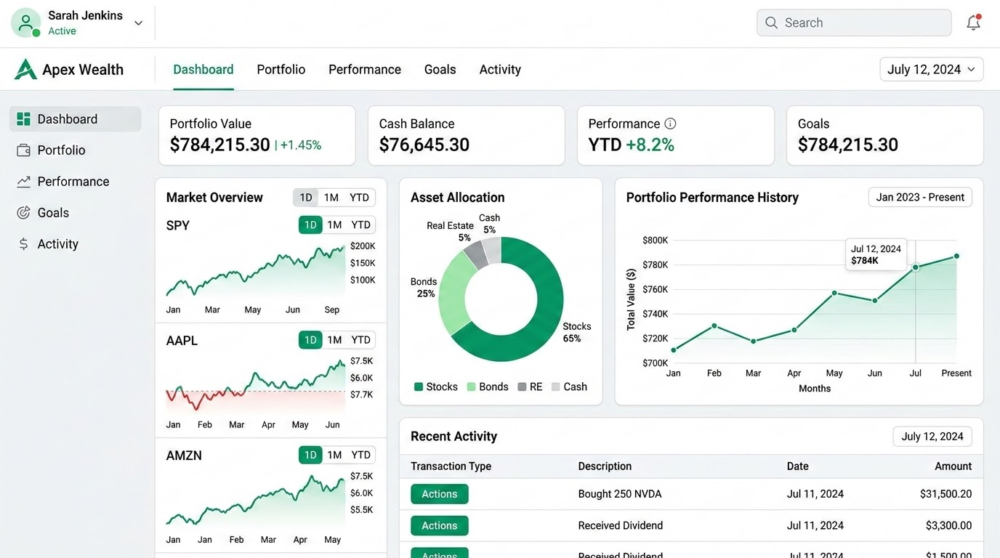 Sarah Jenkins
Active
Search
Apex Wealth
Dashboard Portfolio Performance Goals Activity
July 12, 2024
Dashboard
Portfolio
Performance
Goals
Activity
Portfolio Value
$784,215.30 | +1.45%
Cash Balance
$76,645.30
Performance
YTD +8.2%
Goals
$784,215.30
Market Overview 1D 1M YTD
SPY 1D 1M YTD
$200K
$150K
$100K
Jan Mar May Jun Sep
AAPL 1D 1M YTD
$7.5K
$6.0K
$7.7K
Jan Feb Mar Apr May Jun
AMZN 1D 1M YTD
$7.5K
$6.0K
$5.5K
Jan Jan Feb Mar Apr May
Asset Allocation
Cash
5%
Real Estate
5%
Bonds
25%
Stocks
65%
Stocks Bonds RE Cash
Portfolio Performance History Jan 2023 - Present
Total Value ($)
$800K
$780K
$760K
$740K
$720K
$700K
Jul 12, 2024
$784K
Jan Feb Mar Apr May Jun Jul Present
Months
Recent Activity July 12, 2024
Transaction Type Description Date Amount
Actions Bought 250 NVDA Jul 11, 2024 $31,500.20
Actions Received Dividend Jul 11, 2024 $3,300.00
Actions Received Dividend Jul 11, 2024 $1,500.00